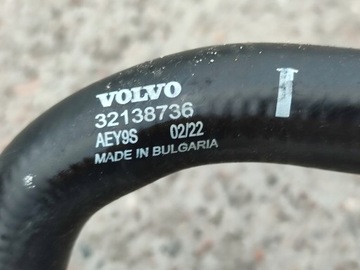 VOLVO
32138736
AEY9S 02/22
MADE IN BULGARIA